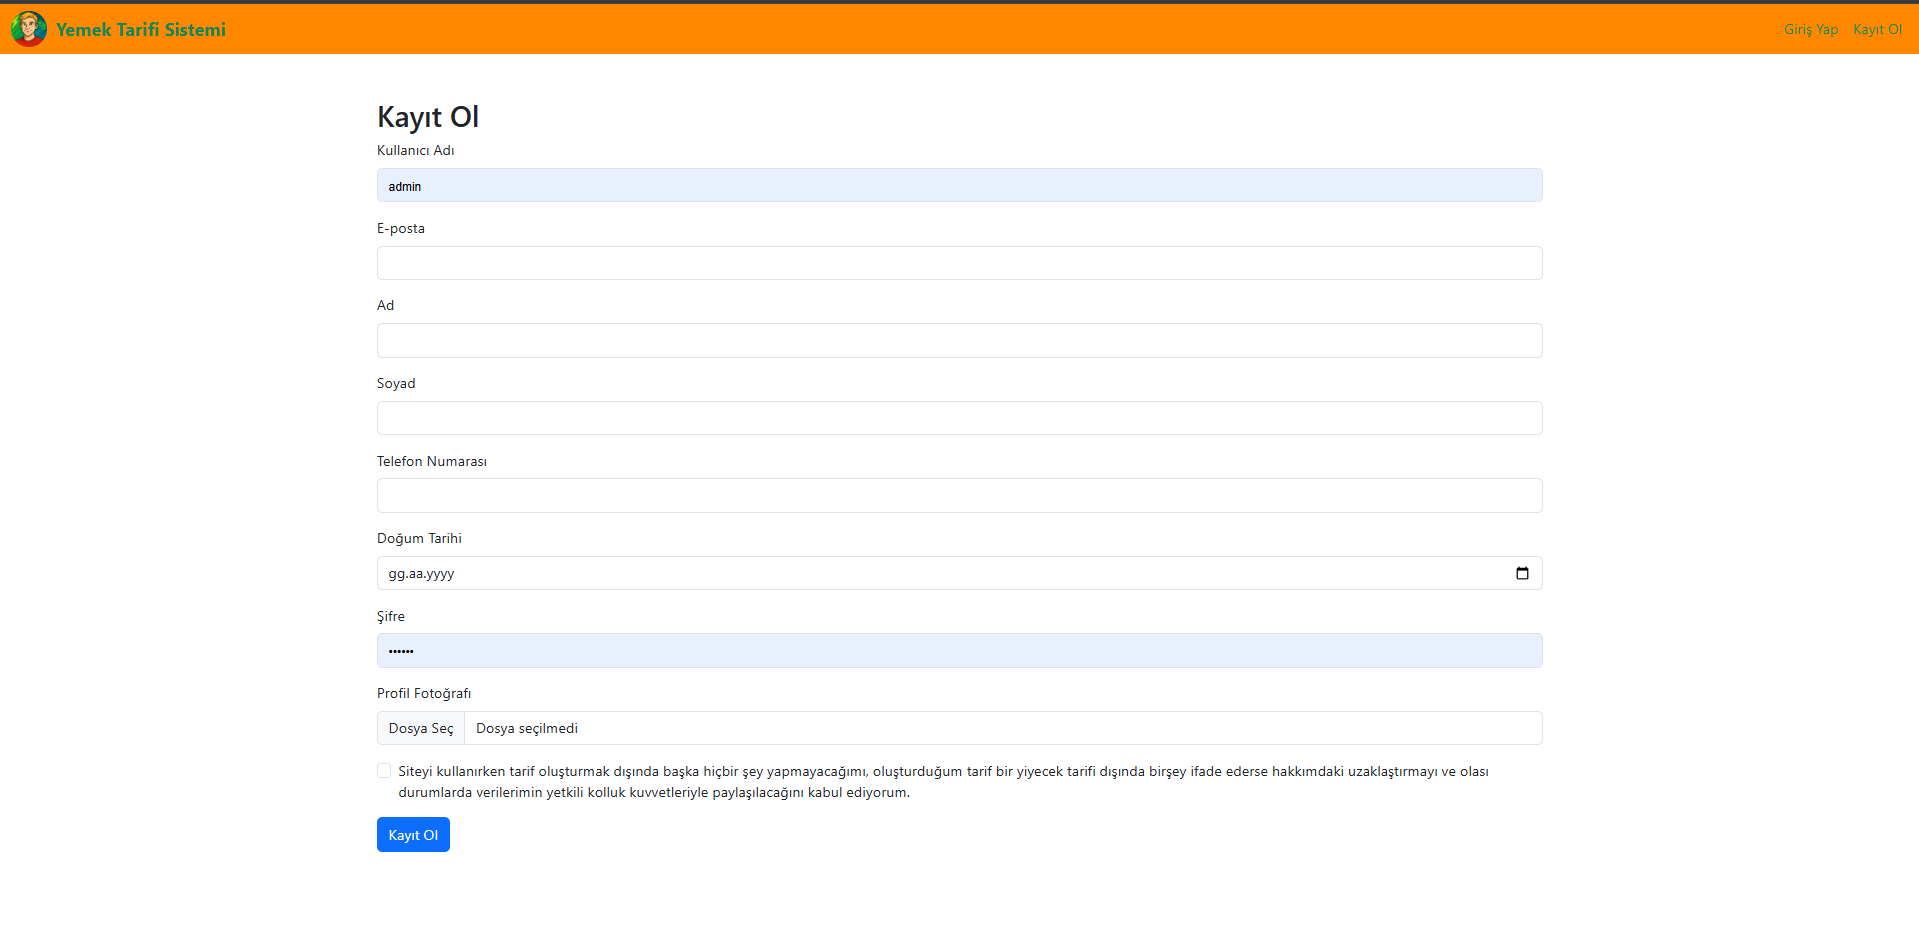 Yemek Tarifi Sistemi
Giriş Yap
Kayıt Ol
Kayıt Ol
Kullanıcı Adı
admin
E-posta
Ad
Soyad
Telefon Numarası
Doğum Tarihi
gg.aa.yyyy
Şifre
••••••
Profil Fotoğrafı
Dosya Seç
Dosya seçilmedi
Siteyi kullanırken tarif oluşturmak dışında başka hiçbir şey yapmayacağımı, oluşturduğum tarif bir yiyecek tarifi dışında birşey ifade ederse hakkımdaki uzaklaştırmayı ve olası
durumlarda verilerimin yetkili kolluk kuvvetleriyle paylaşılacağını kabul ediyorum.
Kayıt Ol